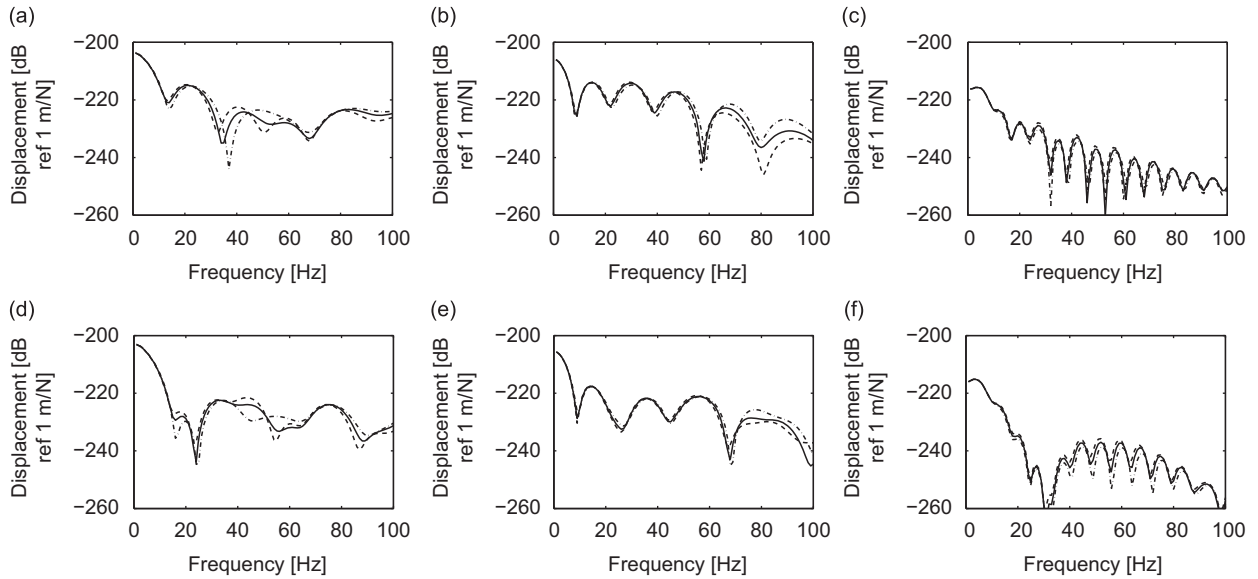 (a)
Displacement [dB
ref 1 m/N]
−200
−220
−240
−260
0 20 40 60 80 100
Frequency [Hz]
(b)
Displacement [dB
ref 1 m/N]
−200
−220
−240
−260
0 20 40 60 80 100
Frequency [Hz]
(c)
Displacement [dB
ref 1 m/N]
−200
−220
−240
−260
0 20 40 60 80 100
Frequency [Hz]
(d)
Displacement [dB
ref 1 m/N]
−200
−220
−240
−260
0 20 40 60 80 100
Frequency [Hz]
(e)
Displacement [dB
ref 1 m/N]
−200
−220
−240
−260
0 20 40 60 80 100
Frequency [Hz]
(f)
Displacement [dB
ref 1 m/N]
−200
−220
−240
−260
0 20 40 60 80 100
Frequency [Hz]